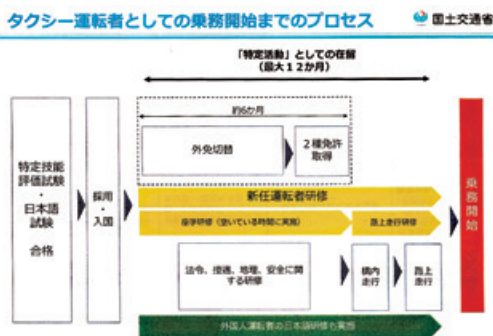 タクシー運転者としての乗務開始までのプロセス
国土交通省
「特定活動」としての在留
（最大１２か月）
約6か月
特定技能
評価試験
・
日本語
試験
合格
採用
・
入国
外免切替
２種免許
取得
新任運転者研修
座学研修（空いている時間に実施）
路上走行研修
法令、接遇、地理、安全に関
する研修
構内
走行
路上
走行
外国人運転者の日本語研修も実施
乗務開始